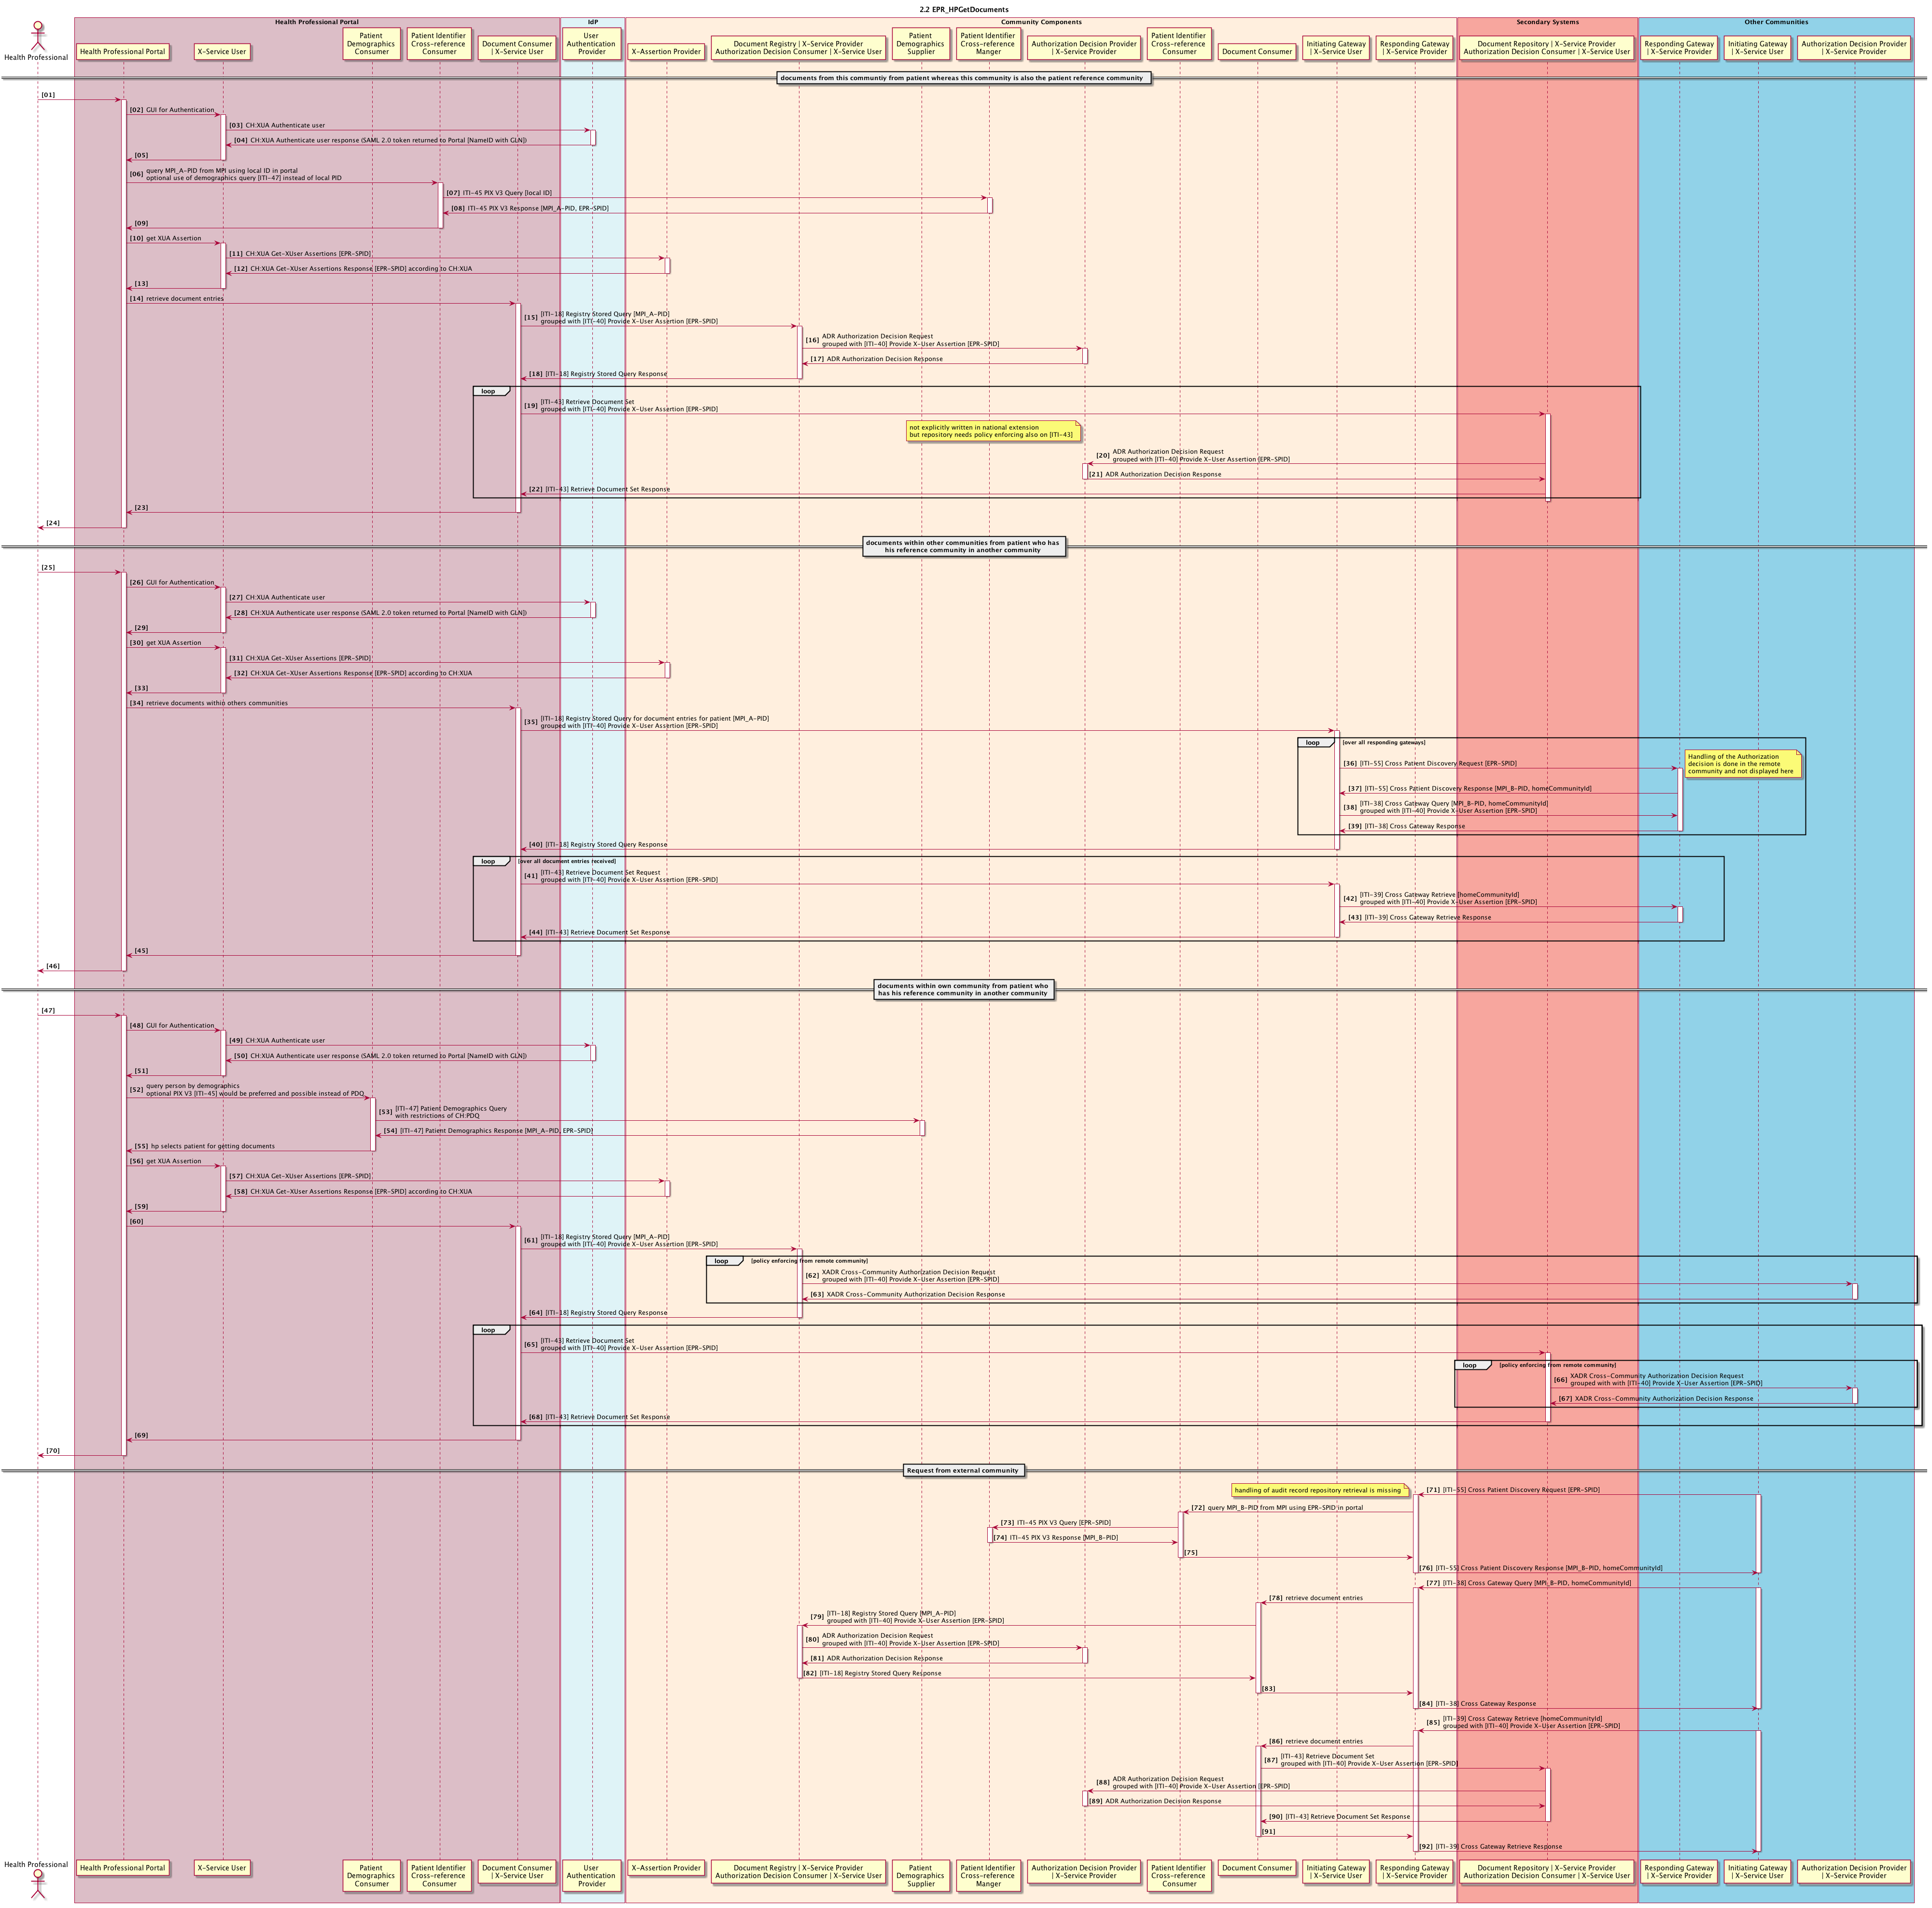 2.2 EPR_HPGetDocuments
Health Professional Portal
IdP
Community Components
Secondary Systems
Other Communities
Health Professional
Health Professional Portal
X-Service User
Patient
Demographics
Consumer
Patient Identifier
Cross-reference
Consumer
Document Consumer
| X-Service User
User
Authentication
Provider
X-Assertion Provider
Document Registry | X-Service Provider
Authorization Decision Consumer | X-Service User
Patient
Demographics
Supplier
Patient Identifier
Cross-reference
Manger
Authorization Decision Provider
| X-Service Provider
Patient Identifier
Cross-reference
Consumer
Document Consumer
Initiating Gateway
| X-Service User
Responding Gateway
| X-Service Provider
Document Repository | X-Service Provider
Authorization Decision Consumer | X-Service User
Responding Gateway
| X-Service Provider
Initiating Gateway
| X-Service User
Authorization Decision Provider
| X-Service Provider
documents from this communtiy from patient whereas this community is also the patient reference community
[01]
[02] GUI for Authentication
[03] CH:XUA Authenticate user
[04] CH:XUA Authenticate user response (SAML 2.0 token returned to Portal [NameID with GLN])
[05]
[06] query MPI_A-PID from MPI using local ID in portal
optional use of demographics query [ITI-47] instead of local PID
[07] ITI-45 PIX V3 Query [local ID]
[08] ITI-45 PIX V3 Response [MPI_A-PID, EPR-SPID]
[09]
[10] get XUA Assertion
[11] CH:XUA Get-XUser Assertions [EPR-SPID]
[12] CH:XUA Get-XUser Assertions Response [EPR-SPID] according to CH:XUA
[13]
[14] retrieve document entries
[15] [ITI-18] Registry Stored Query [MPI_A-PID]
grouped with [ITI-40] Provide X-User Assertion [EPR-SPID]
[16] ADR Authorization Decision Request
grouped with [ITI-40] Provide X-User Assertion [EPR-SPID]
[17] ADR Authorization Decision Response
[18] [ITI-18] Registry Stored Query Response
loop
[19] [ITI-43] Retrieve Document Set
grouped with [ITI-40] Provide X-User Assertion [EPR-SPID]
not explicitly written in national extension
but repository needs policy enforcing also on [ITI-43]
[20] ADR Authorization Decision Request
grouped with [ITI-40] Provide X-User Assertion [EPR-SPID]
[21] ADR Authorization Decision Response
[22] [ITI-43] Retrieve Document Set Response
[23]
[24]
documents within other communities from patient who has
his reference community in another community
[25]
[26] GUI for Authentication
[27] CH:XUA Authenticate user
[28] CH:XUA Authenticate user response (SAML 2.0 token returned to Portal [NameID with GLN])
[29]
[30] get XUA Assertion
[31] CH:XUA Get-XUser Assertions [EPR-SPID]
[32] CH:XUA Get-XUser Assertions Response [EPR-SPID] according to CH:XUA
[33]
[34] retrieve documents within others communities
[35] [ITI-18] Registry Stored Query for document entries for patient [MPI_A-PID]
grouped with [ITI-40] Provide X-User Assertion [EPR-SPID]
loop [over all responding gateways]
[36] [ITI-55] Cross Patient Discovery Request [EPR-SPID]
Handling of the Authorization
decision is done in the remote
community and not displayed here
[37] [ITI-55] Cross Patient Discovery Response [MPI_B-PID, homeCommunityId]
[38] [ITI-38] Cross Gateway Query [MPI_B-PID, homeCommunityId]
grouped with [ITI-40] Provide X-User Assertion [EPR-SPID]
[39] [ITI-38] Cross Gateway Response
[40] [ITI-18] Registry Stored Query Response
loop [over all document entries received]
[41] [ITI-43] Retrieve Document Set Request
grouped with [ITI-40] Provide X-User Assertion [EPR-SPID]
[42] [ITI-39] Cross Gateway Retrieve [homeCommunityId]
grouped with [ITI-40] Provide X-User Assertion [EPR-SPID]
[43] [ITI-39] Cross Gateway Retrieve Response
[44] [ITI-43] Retrieve Document Set Response
[45]
[46]
documents within own community from patient who
has his reference community in another community
[47]
[48] GUI for Authentication
[49] CH:XUA Authenticate user
[50] CH:XUA Authenticate user response (SAML 2.0 token returned to Portal [NameID with GLN])
[51]
[52] query person by demographics
optional PIX V3 [ITI-45] would be preferred and possible instead of PDQ
[53] [ITI-47] Patient Demographics Query
with restrictions of CH:PDQ
[54] [ITI-47] Patient Demographics Response [MPI_A-PID, EPR-SPID]
[55] hp selects patient for getting documents
[56] get XUA Assertion
[57] CH:XUA Get-XUser Assertions [EPR-SPID]
[58] CH:XUA Get-XUser Assertions Response [EPR-SPID] according to CH:XUA
[59]
[60]
[61] [ITI-18] Registry Stored Query [MPI_A-PID]
grouped with [ITI-40] Provide X-User Assertion [EPR-SPID]
loop [policy enforcing from remote community]
[62] XADR Cross-Community Authorization Decision Request
grouped with [ITI-40] Provide X-User Assertion [EPR-SPID]
[63] XADR Cross-Community Authorization Decision Response
[64] [ITI-18] Registry Stored Query Response
loop
[65] [ITI-43] Retrieve Document Set
grouped with [ITI-40] Provide X-User Assertion [EPR-SPID]
loop [policy enforcing from remote community]
[66] XADR Cross-Community Authorization Decision Request
grouped with with [ITI-40] Provide X-User Assertion [EPR-SPID]
[67] XADR Cross-Community Authorization Decision Response
[68] [ITI-43] Retrieve Document Set Response
[69]
[70]
Request from external community
handling of audit record repository retrieval is missing
[71] [ITI-55] Cross Patient Discovery Request [EPR-SPID]
[72] query MPI_B-PID from MPI using EPR-SPID in portal
[73] ITI-45 PIX V3 Query [EPR-SPID]
[74] ITI-45 PIX V3 Response [MPI_B-PID]
[75]
[76] [ITI-55] Cross Patient Discovery Response [MPI_B-PID, homeCommunityId]
[77] [ITI-38] Cross Gateway Query [MPI_B-PID, homeCommunityId]
[78] retrieve document entries
[79] [ITI-18] Registry Stored Query [MPI_A-PID]
grouped with [ITI-40] Provide X-User Assertion [EPR-SPID]
[80] ADR Authorization Decision Request
grouped with [ITI-40] Provide X-User Assertion [EPR-SPID]
[81] ADR Authorization Decision Response
[82] [ITI-18] Registry Stored Query Response
[83]
[84] [ITI-38] Cross Gateway Response
[85] [ITI-39] Cross Gateway Retrieve [homeCommunityId]
grouped with [ITI-40] Provide X-User Assertion [EPR-SPID]
[86] retrieve document entries
[87] [ITI-43] Retrieve Document Set
grouped with [ITI-40] Provide X-User Assertion [EPR-SPID]
[88] ADR Authorization Decision Request
grouped with [ITI-40] Provide X-User Assertion [EPR-SPID]
[89] ADR Authorization Decision Response
[90] [ITI-43] Retrieve Document Set Response
[91]
[92] [ITI-39] Cross Gateway Retrieve Response
Health Professional
Health Professional Portal
X-Service User
Patient
Demographics
Consumer
Patient Identifier
Cross-reference
Consumer
Document Consumer
| X-Service User
User
Authentication
Provider
X-Assertion Provider
Document Registry | X-Service Provider
Authorization Decision Consumer | X-Service User
Patient
Demographics
Supplier
Patient Identifier
Cross-reference
Manger
Authorization Decision Provider
| X-Service Provider
Patient Identifier
Cross-reference
Consumer
Document Consumer
Initiating Gateway
| X-Service User
Responding Gateway
| X-Service Provider
Document Repository | X-Service Provider
Authorization Decision Consumer | X-Service User
Responding Gateway
| X-Service Provider
Initiating Gateway
| X-Service User
Authorization Decision Provider
| X-Service Provider